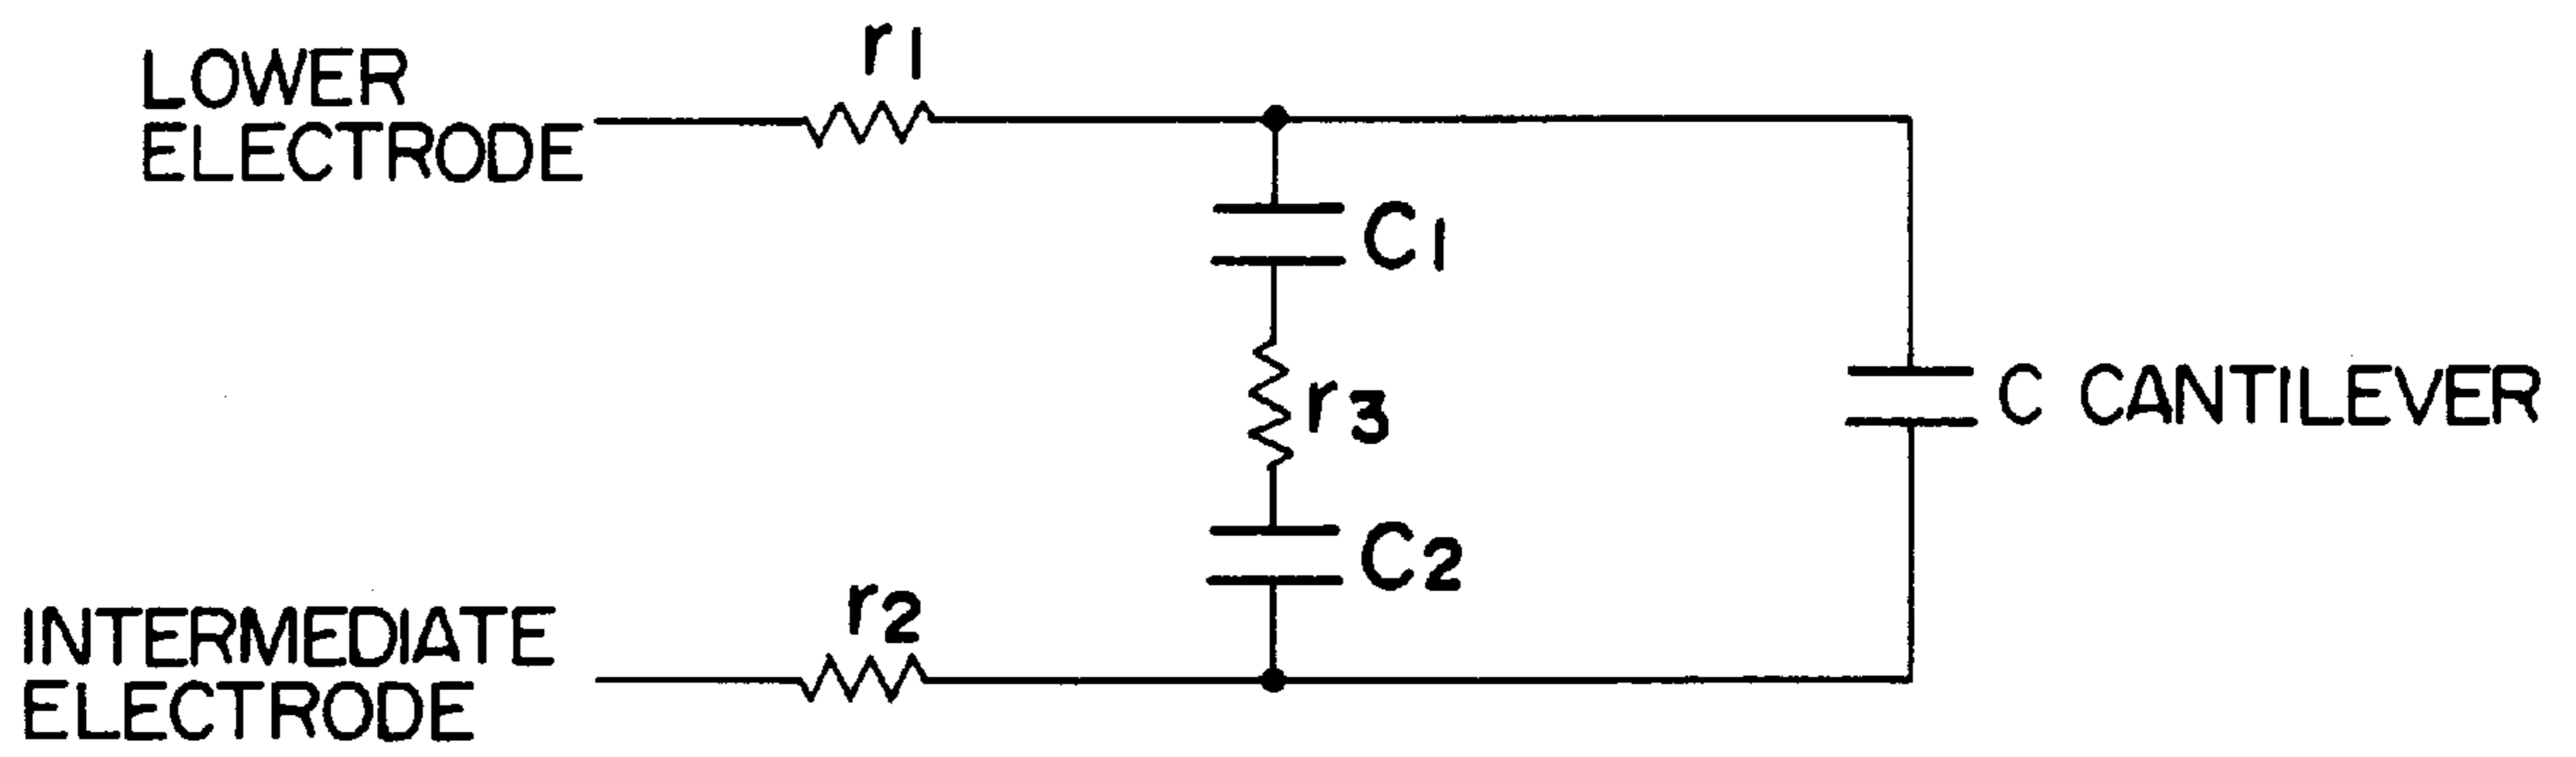 LOWER
ELECTRODE
r1
C1
r3
C CANTILEVER
C2
r2
INTERMEDIATE
ELECTRODE